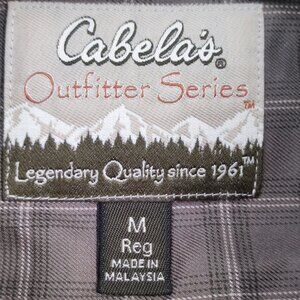 Cabela's®
Outfitter Series™
Legendary Quality since 1961™
M
Reg
MADE IN
MALAYSIA